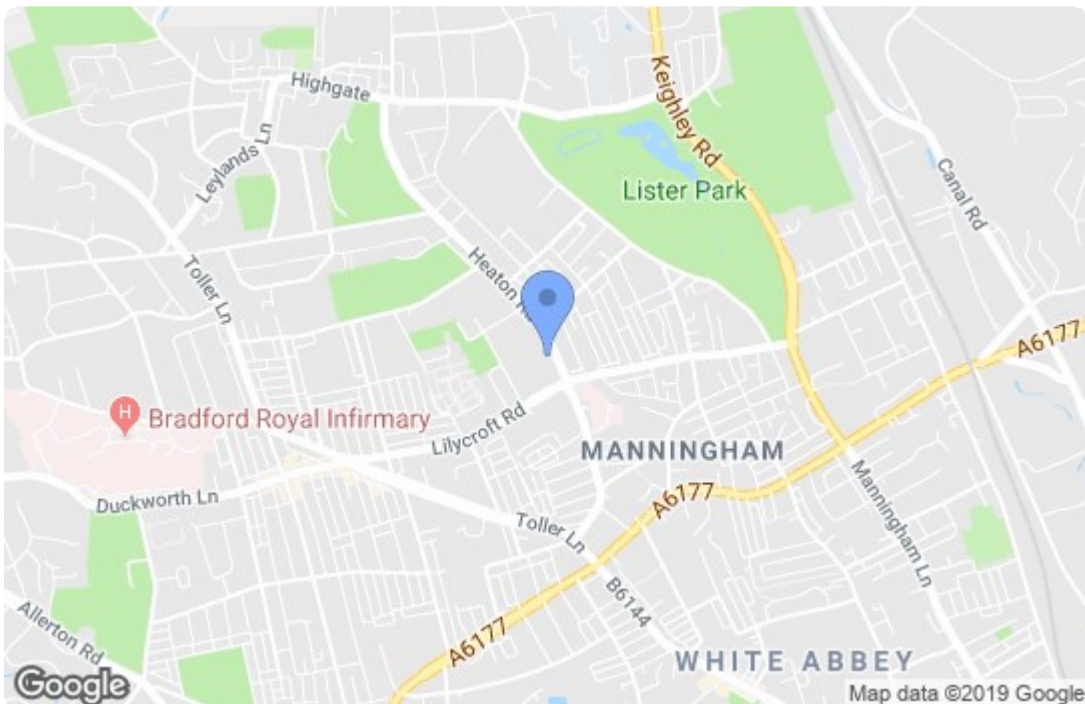 Highgate
Keighley Rd
Leylands Ln
Lister Park
Canal Rd
Toller Ln
Heaton Rd
A6177
H
Bradford Royal Infirmary
Lilycroft Rd
MANNINGHAM
Duckworth Ln
A6177
Manningham Ln
Toller Ln
B6144
Allerton Rd
A6177
WHITE ABBEY
Google
Map data ©2019 Google